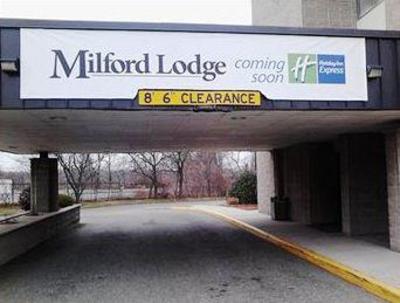 Milford Lodge coming soon H Holiday Inn Express
8' 6" CLEARANCE